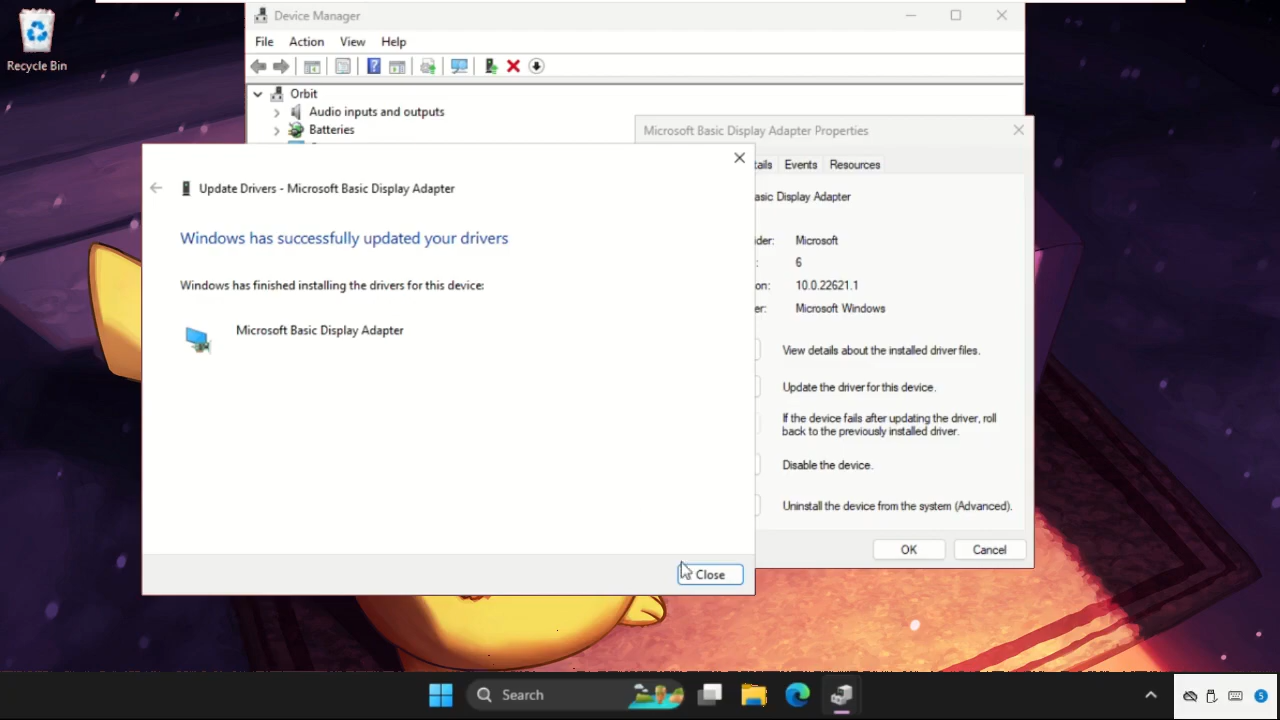 Recycle Bin
Device Manager
File Action View Help
Orbit
Audio inputs and outputs
Batteries
Microsoft Basic Display Adapter Properties
Events Resources
Display Adapter
Microsoft
6
10.0.22621.1
Microsoft Windows
View details about the installed driver files.
Update the driver for this device.
If the device fails after updating the driver, roll
back to the previously installed driver.
Disable the device.
Uninstall the device from the system (Advanced).
OK Cancel
Update Drivers - Microsoft Basic Display Adapter
Windows has successfully updated your drivers
Windows has finished installing the drivers for this device:
Microsoft Basic Display Adapter
Close
Search
5